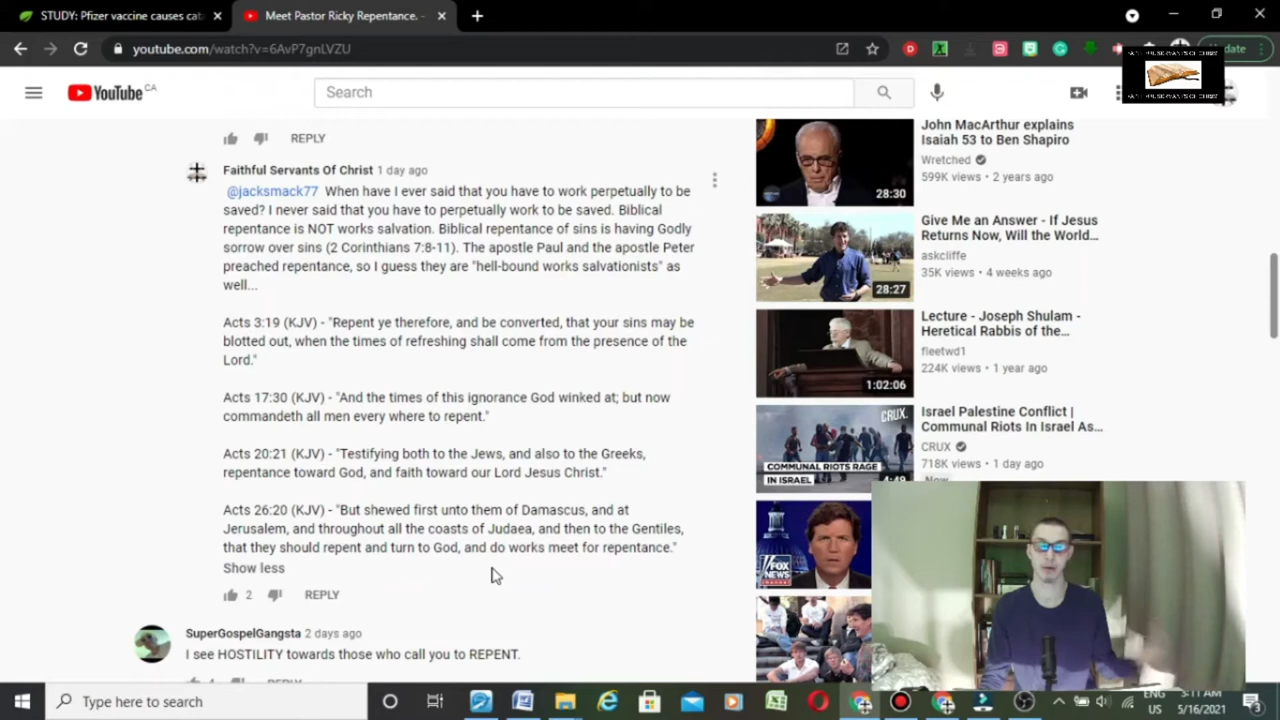 STUDY: Pfizer vaccine causes cata
Meet Pastor Ricky Repentance. -
youtube.com/watch?v=6AvP7gnLVZU
Update
YouTube CA
Search
REPLY
Faithful Servants Of Christ 1 day ago
@jacksmack77 When have I ever said that you have to work perpetually to be
saved? I never said that you have to perpetually work to be saved. Biblical
repentance is NOT works salvation. Biblical repentance of sins is having Godly
sorrow over sins (2 Corinthians 7:8-11). The apostle Paul and the apostle Peter
preached repentance, so I guess they are "hell-bound works salvationists" as
well...
Acts 3:19 (KJV) - "Repent ye therefore, and be converted, that your sins may be
blotted out, when the times of refreshing shall come from the presence of the
Lord."
Acts 17:30 (KJV) - "And the times of this ignorance God winked at; but now
commandeth all men every where to repent."
Acts 20:21 (KJV) - "Testifying both to the Jews, and also to the Greeks,
repentance toward God, and faith toward our Lord Jesus Christ."
Acts 26:20 (KJV) - "But shewed first unto them of Damascus, and at
Jerusalem, and throughout all the coasts of Judaea, and then to the Gentiles,
that they should repent and turn to God, and do works meet for repentance."
Show less
2 REPLY
SuperGospelGangsta 2 days ago
I see HOSTILITY towards those who call you to REPENT.
John MacArthur explains
Isaiah 53 to Ben Shapiro
Wretched
599K views • 2 years ago
28:30
Give Me an Answer - If Jesus
Returns Now, Will the World...
askcliffe
35K views • 4 weeks ago
28:27
Lecture - Joseph Shulam -
Heretical Rabbis of the...
fleetwd1
224K views • 1 year ago
1:02:06
Israel Palestine Conflict |
Communal Riots In Israel As...
CRUX
718K views • 1 day ago
CRUX.
COMMUNAL RIOTS RAGE
IN ISRAEL
4:49
FOX
NEWS
channel
Type here to search
ENG
US
3:11 AM
5/16/2021
3